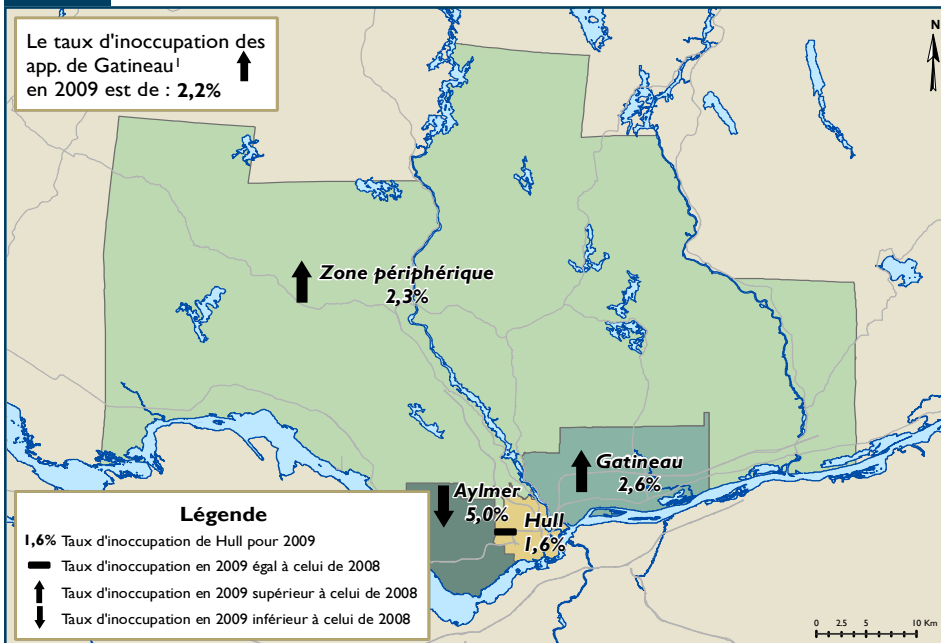 Le taux d'inoccupation des
app. de Gatineau¹
en 2009 est de : 2,2%
N
Zone périphérique
2,3%
Gatineau
2,6%
Aylmer
5,0%
Hull
1,6%
Légende
1,6% Taux d'inoccupation de Hull pour 2009
Taux d'inoccupation en 2009 égal à celui de 2008
Taux d'inoccupation en 2009 supérieur à celui de 2008
Taux d'inoccupation en 2009 inférieur à celui de 2008
0 2.5 5 10 Km